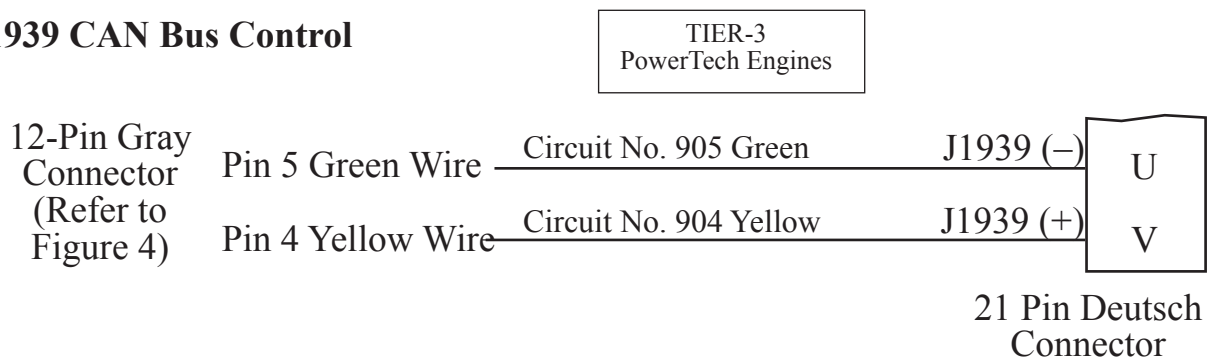 939 CAN Bus Control
TIER-3
PowerTech Engines
12-Pin Gray
Connector
(Refer to
Figure 4)
Pin 5 Green Wire
Circuit No. 905 Green
J1939 (–)
U
Pin 4 Yellow Wire
Circuit No. 904 Yellow
J1939 (+)
V
21 Pin Deutsch
Connector